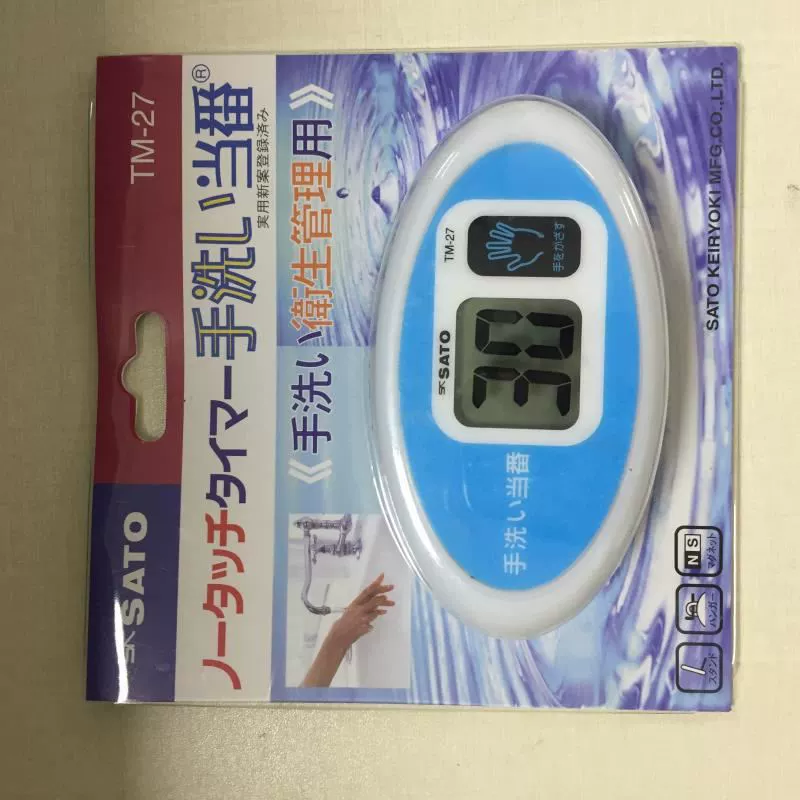 SK SATO
TM-27
ノータッチタイマー手洗い当番®
実用新案登録済み
《手洗い衛生管理用》
SK SATO
TM-27
30
手をかざす
手洗い当番
スタンド
ハンガー
N S
マグネット
SATO KEIRYOKI MFG.CO.,LTD.